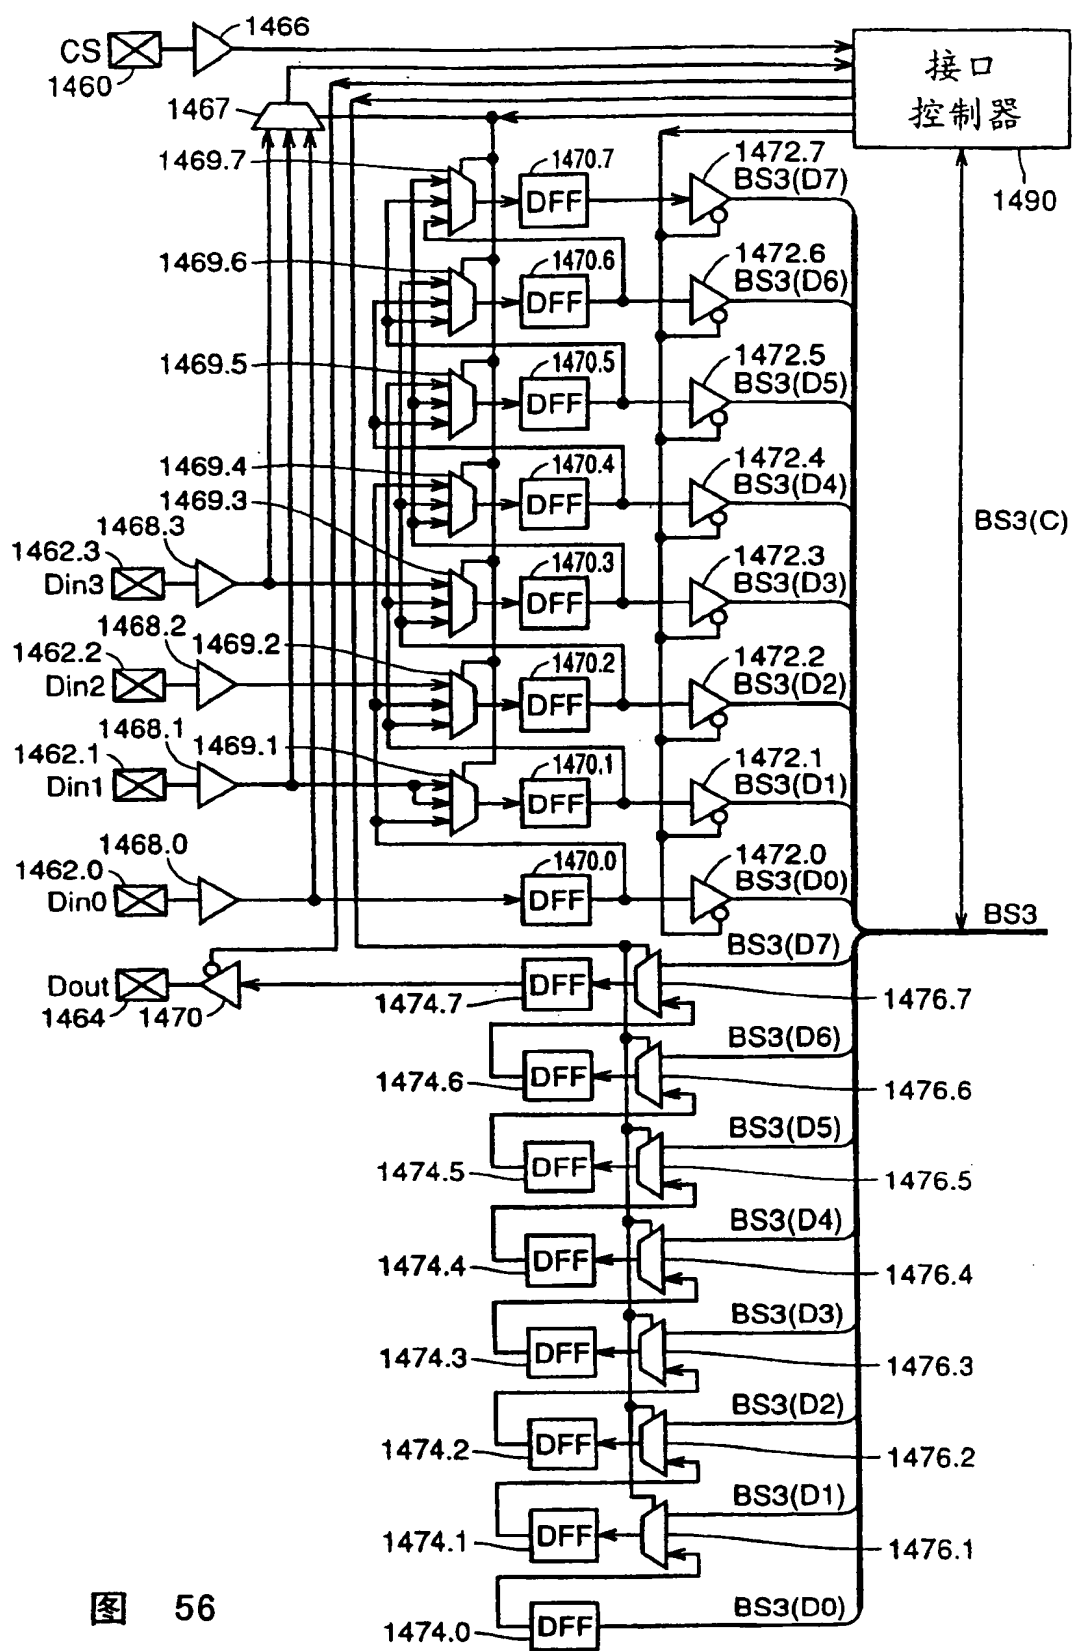 CS
1460
1466
接口
控制器
1490
1467
1469.7
1470.7
DFF
1472.7
BS3(D7)
1469.6
1470.6
DFF
1472.6
BS3(D6)
1469.5
1470.5
DFF
1472.5
BS3(D5)
1469.4
1470.4
DFF
1472.4
BS3(D4)
BS3(C)
1469.3
1468.3
1462.3
Din3
1470.3
DFF
1472.3
BS3(D3)
1468.2
1469.2
1462.2
Din2
1470.2
DFF
1472.2
BS3(D2)
1468.1
1469.1
1462.1
Din1
1470.1
DFF
1472.1
BS3(D1)
1468.0
1462.0
Din0
1470.0
DFF
1472.0
BS3(D0)
BS3
Dout
1464
1470
1474.7
DFF
BS3(D7)
1476.7
1474.6
DFF
BS3(D6)
1476.6
1474.5
DFF
BS3(D5)
1476.5
1474.4
DFF
BS3(D4)
1476.4
1474.3
DFF
BS3(D3)
1476.3
1474.2
DFF
BS3(D2)
1476.2
1474.1
DFF
BS3(D1)
1476.1
1474.0
DFF
BS3(D0)
图 56